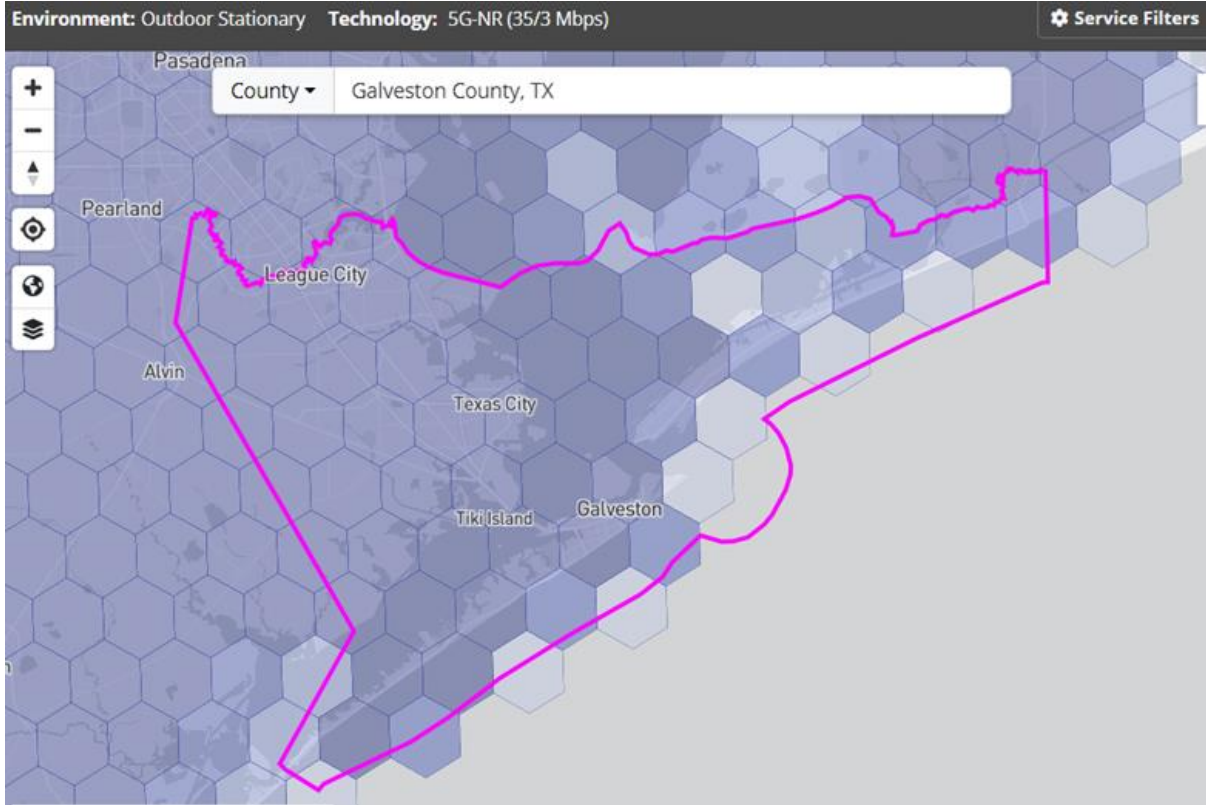 Environment: Outdoor Stationary Technology: 5G-NR (35/3 Mbps)
Service Filters
Pasadena
County
Galveston County, TX
Pearland
League City
Alvin
Texas City
Tiki Island
Galveston